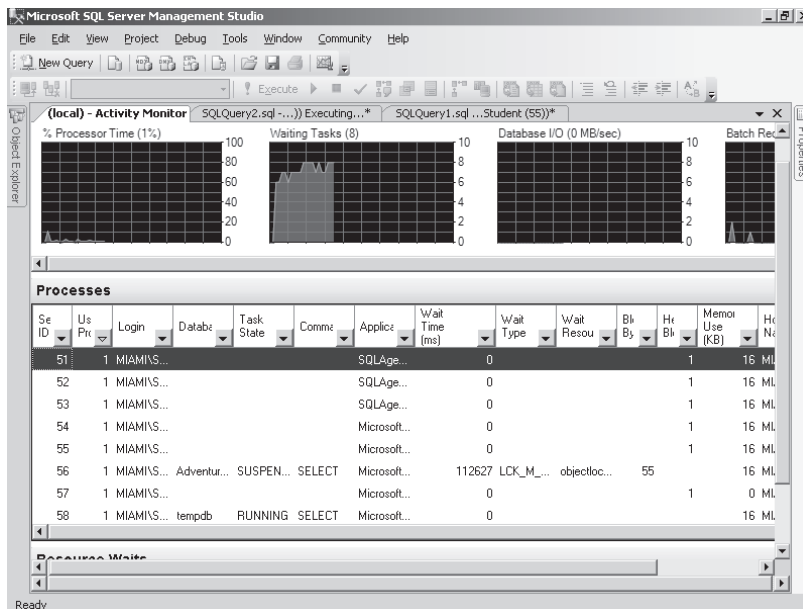 Microsoft SQL Server Management Studio
File Edit View Project Debug Tools Window Community Help
New Query
Execute
(local) - Activity Monitor SQLQuery2.sql -...)) Executing...* SQLQuery1.sql ...Student (55))*
Object Explorer
Properties
% Processor Time (1%) Waiting Tasks (8) Database I/O (0 MB/sec) Batch Rec
100 10 10
80 8 8
60 6 6
40 4 4
20 2 2
0 0 0
Processes
Se ID Us Pro Login Databa Task State Comma Applica Wait Time (ms) Wait Type Wait Resou Blo By He Blo Memor Use (KB) Ho Na
51 1 MIAMI\S... SQLAge... 0 1 16 MI
52 1 MIAMI\S... SQLAge... 0 1 16 MI
53 1 MIAMI\S... SQLAge... 0 1 16 MI
54 1 MIAMI\S... Microsoft... 0 1 16 MI
55 1 MIAMI\S... Microsoft... 0 1 16 MI
56 1 MIAMI\S... Adventur... SUSPEN... SELECT Microsoft... 112627 LCK_M_... objectloc... 55 16 MI
57 1 MIAMI\S... 0 1 0 MI
58 1 MIAMI\S... tempdb RUNNING SELECT Microsoft... 0 16 MI
Resource Waits
Ready